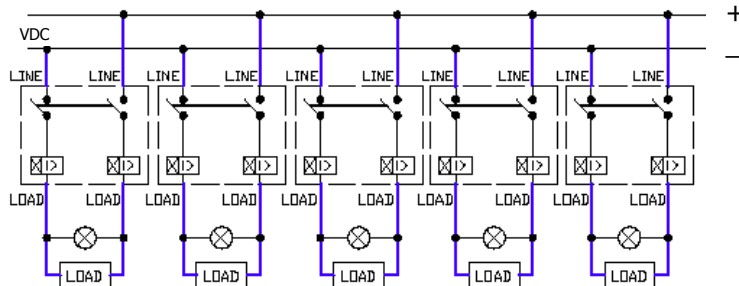 +
VDC
—
LINE LINE LINE LINE LINE LINE LINE LINE LINE LINE
I> I> I> I> I> I> I> I> I> I>
LOAD LOAD LOAD LOAD LOAD LOAD LOAD LOAD LOAD LOAD
LOAD LOAD LOAD LOAD LOAD